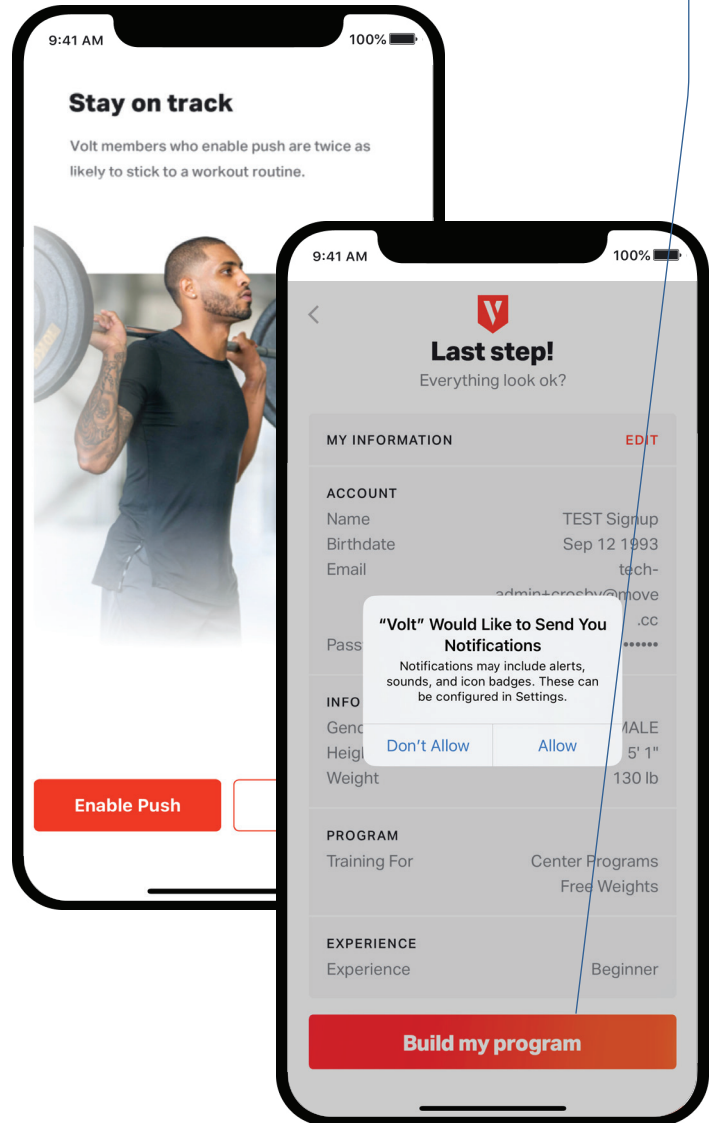 9:41 AM 100%
Stay on track
Volt members who enable push are twice as
likely to stick to a workout routine.
Enable Push
9:41 AM 100%
V
Last step!
Everything look ok?
MY INFORMATION EDIT
ACCOUNT
Name TEST Signup
Birthdate Sep 12 1993
Email tech-
admin+crosby@move
.cc
Pass ••••••
“Volt” Would Like to Send You
Notifications
Notifications may include alerts,
sounds, and icon badges. These can
be configured in Settings.
Don’t Allow Allow
INFO
5' 1"
Weight 130 lb
PROGRAM
Training For Center Programs
Free Weights
EXPERIENCE
Experience Beginner
Build my program